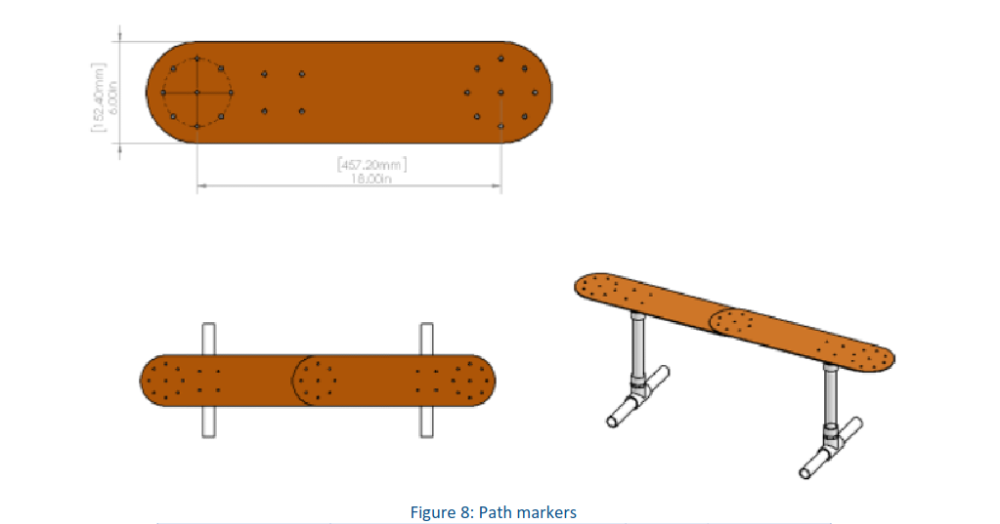 [152.40mm]
6.00in
[457.20mm]
18.00in
Figure 8: Path markers